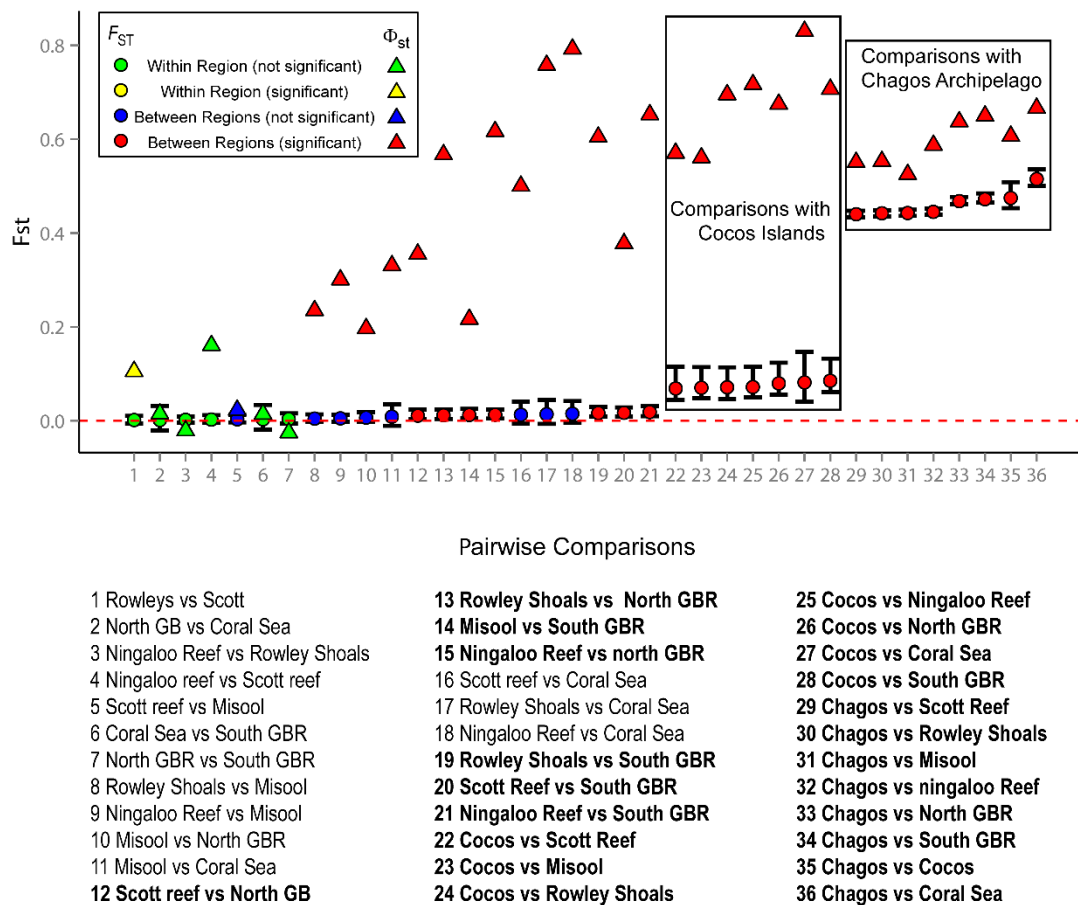 F_ST Φst
Within Region (not significant)
Within Region (significant)
Between Regions (not significant)
Between Regions (significant)
Comparisons with
Cocos Islands
Comparisons with
Chagos Archipelago
Fst
0.8
0.6
0.4
0.2
0.0
1 2 3 4 5 6 7 8 9 10 11 12 13 14 15 16 17 18 19 20 21 22 23 24 25 26 27 28 29 30 31 32 33 34 35 36
Pairwise Comparisons
1 Rowleys vs Scott
2 North GB vs Coral Sea
3 Ningaloo Reef vs Rowley Shoals
4 Ningaloo reef vs Scott reef
5 Scott reef vs Misool
6 Coral Sea vs South GBR
7 North GBR vs South GBR
8 Rowley Shoals vs Misool
9 Ningaloo Reef vs Misool
10 Misool vs North GBR
11 Misool vs Coral Sea
12 Scott reef vs North GB
13 Rowley Shoals vs North GBR
14 Misool vs South GBR
15 Ningaloo Reef vs north GBR
16 Scott reef vs Coral Sea
17 Rowley Shoals vs Coral Sea
18 Ningaloo Reef vs Coral Sea
19 Rowley Shoals vs South GBR
20 Scott Reef vs South GBR
21 Ningaloo Reef vs South GBR
22 Cocos vs Scott Reef
23 Cocos vs Misool
24 Cocos vs Rowley Shoals
25 Cocos vs Ningaloo Reef
26 Cocos vs North GBR
27 Cocos vs Coral Sea
28 Cocos vs South GBR
29 Chagos vs Scott Reef
30 Chagos vs Rowley Shoals
31 Chagos vs Misool
32 Chagos vs ningaloo Reef
33 Chagos vs North GBR
34 Chagos vs South GBR
35 Chagos vs Cocos
36 Chagos vs Coral Sea